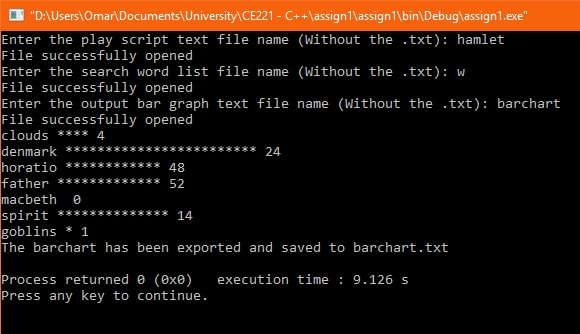 "D:\Users\Omar\Documents\University\CE221 - C++\assign1\assign1\bin\Debug\assign1.exe"
Enter the play script text file name (Without the .txt): hamlet
File successfully opened
Enter the search word list file name (Without the .txt): w
File successfully opened
Enter the output bar graph text file name (Without the .txt): barchart
File successfully opened
clouds **** 4
denmark ************************ 24
horatio ************ 48
father ************* 52
macbeth  0
spirit ************** 14
goblins * 1
The barchart has been exported and saved to barchart.txt
Process returned 0 (0x0)   execution time : 9.126 s
Press any key to continue.